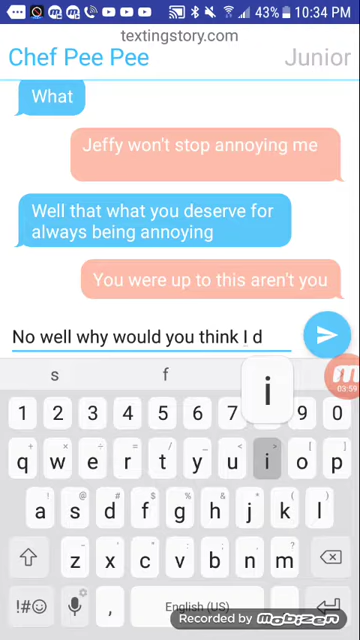 43% 10:34 PM
textingstory.com
Chef Pee Pee Junior
What
Jeffy won't stop annoying me
Well that what you deserve for
always being annoying
You were up to this aren't you
No well why would you think I d
03:59
s f i
1 2 3 4 5 6 7 9 0
+ × ÷ = / _ < > [ ]
q w e r t y u i o p
! @ # $ % ^ & * ( )
a s d f g h j k l
- ' " : ; , ?
z x c v b n m
!#☺ , English (US)
Recorded by Mobizen